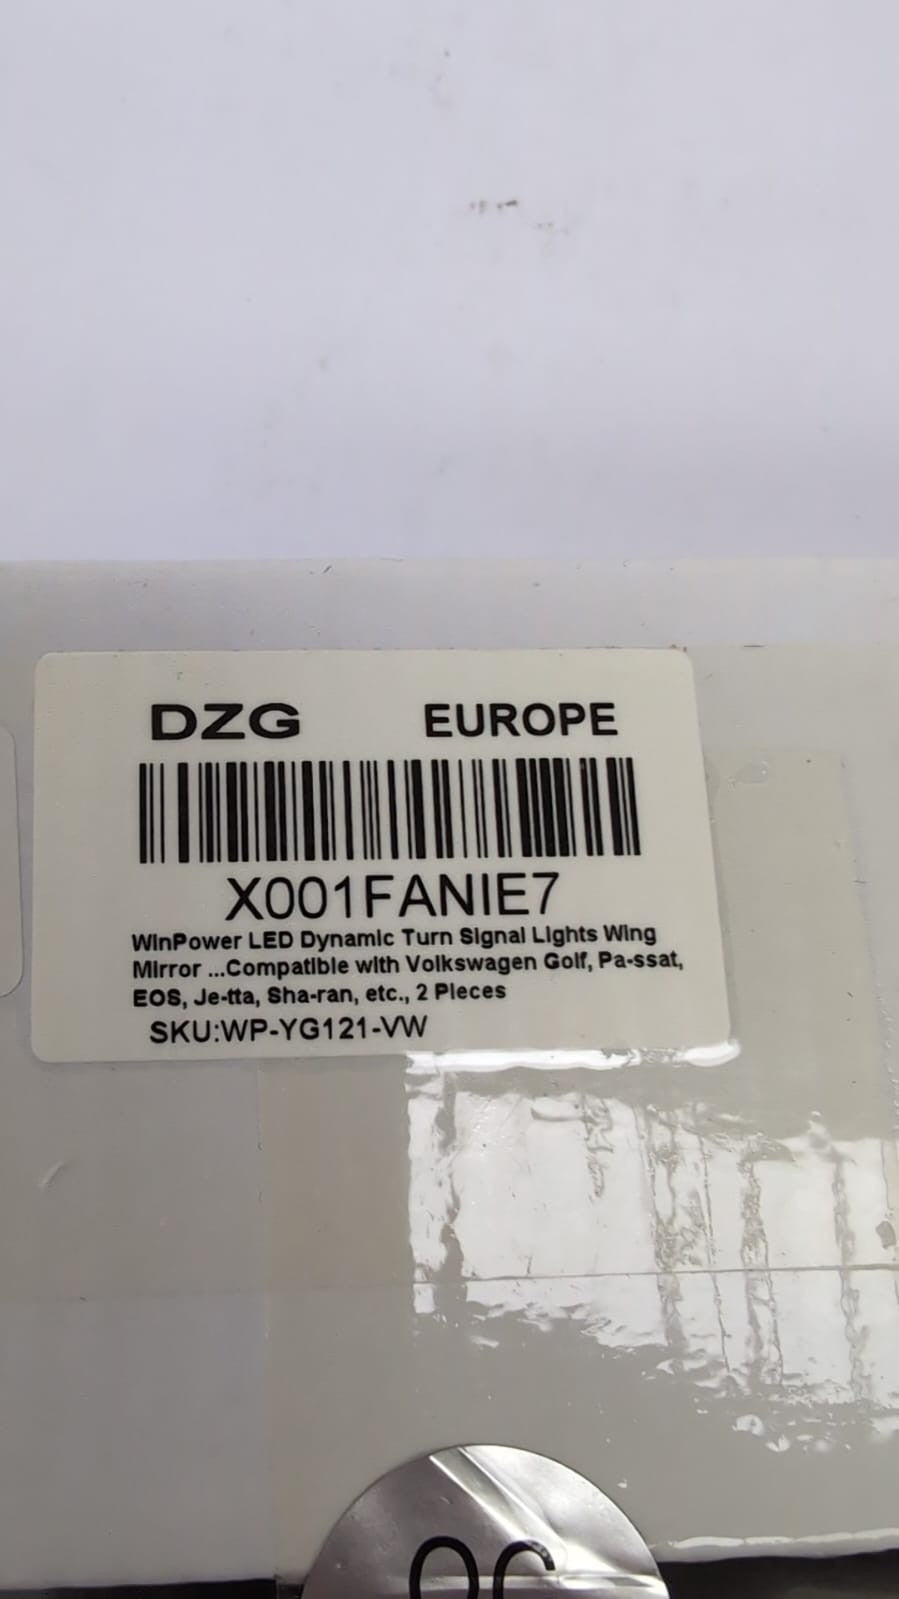 DZG EUROPE
X001FANIE7
WinPower LED Dynamic Turn Signal Lights Wing
Mirror ...Compatible with Volkswagen Golf, Pa-ssat,
EOS, Je-tta, Sha-ran, etc., 2 Pieces
SKU:WP-YG121-VW